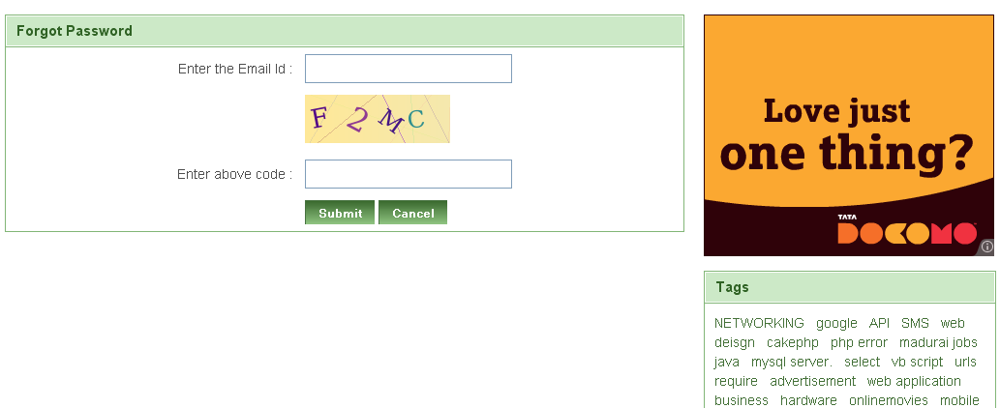 Forgot Password
Enter the Email Id :
F 2 M C
Enter above code :
Submit Cancel
Love just
one thing?
TATA
DOCOMO
Tags
NETWORKING google API SMS web
deisgn cakephp php error madurai jobs
java mysql server. select vb script urls
require advertisement web application
business hardware onlinemovies mobile